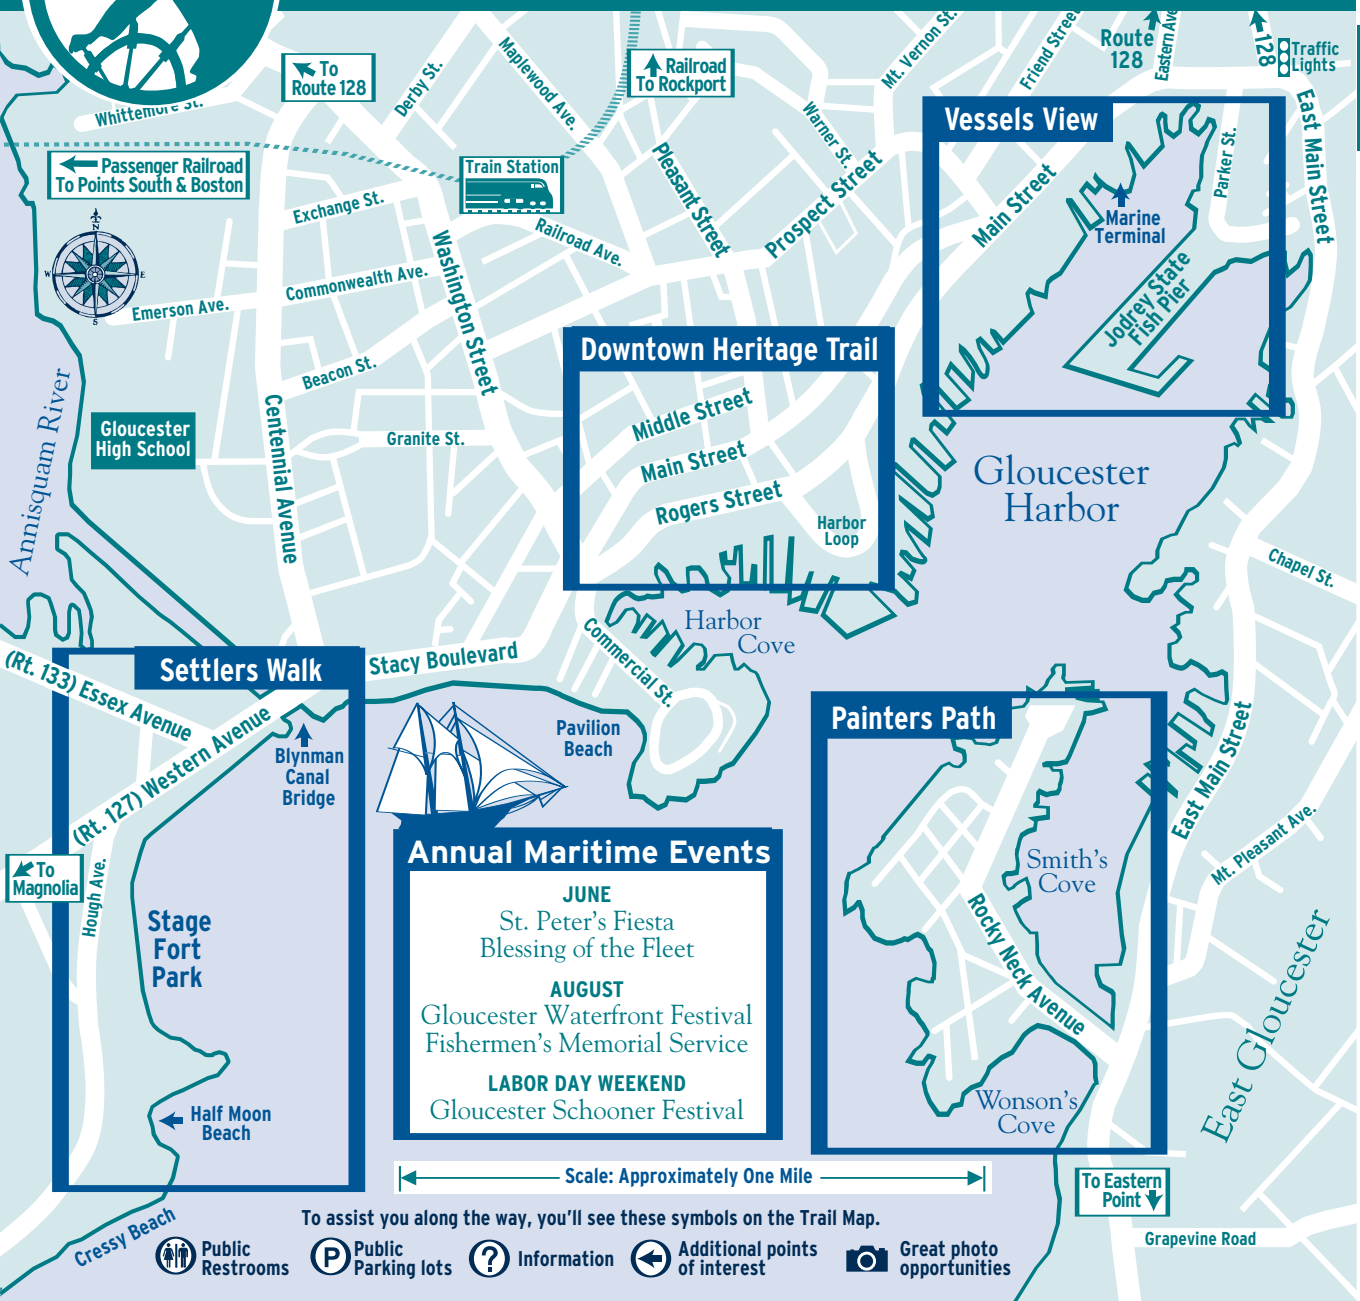 Whittemore St.
To
Route 128
Derby St.
Maplewood Ave.
Railroad
To Rockport
Mt. Vernon St.
Friend Street
Route
128
Eastern Ave
128
Traffic
Lights
Passenger Railroad
To Points South & Boston
Train Station
Exchange St.
Railroad Ave.
Pleasant Street
Warner St.
Prospect Street
Main Street
Vessels View
Parker St.
East Main Street
Marine
Terminal
Jodrey State
Fish Pier
N
W
E
S
Emerson Ave.
Commonwealth Ave.
Washington Street
Beacon St.
Granite St.
Centennial Avenue
Annisquam River
Gloucester
High School
Downtown Heritage Trail
Middle Street
Main Street
Rogers Street
Harbor
Loop
Gloucester
Harbor
Chapel St.
Harbor
Cove
Commercial St.
Settlers Walk
Stacy Boulevard
(Rt. 133) Essex Avenue
(Rt. 127) Western Avenue
Blynman
Canal
Bridge
Pavilion
Beach
Painters Path
East Main Street
Mt. Pleasant Ave.
To
Magnolia
Hough Ave.
Stage
Fort
Park
Half Moon
Beach
Cressy Beach
Smith's
Cove
Rocky Neck Avenue
Wonson's
Cove
East Gloucester
To Eastern
Point
Grapevine Road
Annual Maritime Events
JUNE
St. Peter's Fiesta
Blessing of the Fleet
AUGUST
Gloucester Waterfront Festival
Fishermen's Memorial Service
LABOR DAY WEEKEND
Gloucester Schooner Festival
Scale: Approximately One Mile
To assist you along the way, you'll see these symbols on the Trail Map.
Public
Restrooms
P
Public
Parking lots
?
Information
Additional points
of interest
Great photo
opportunities